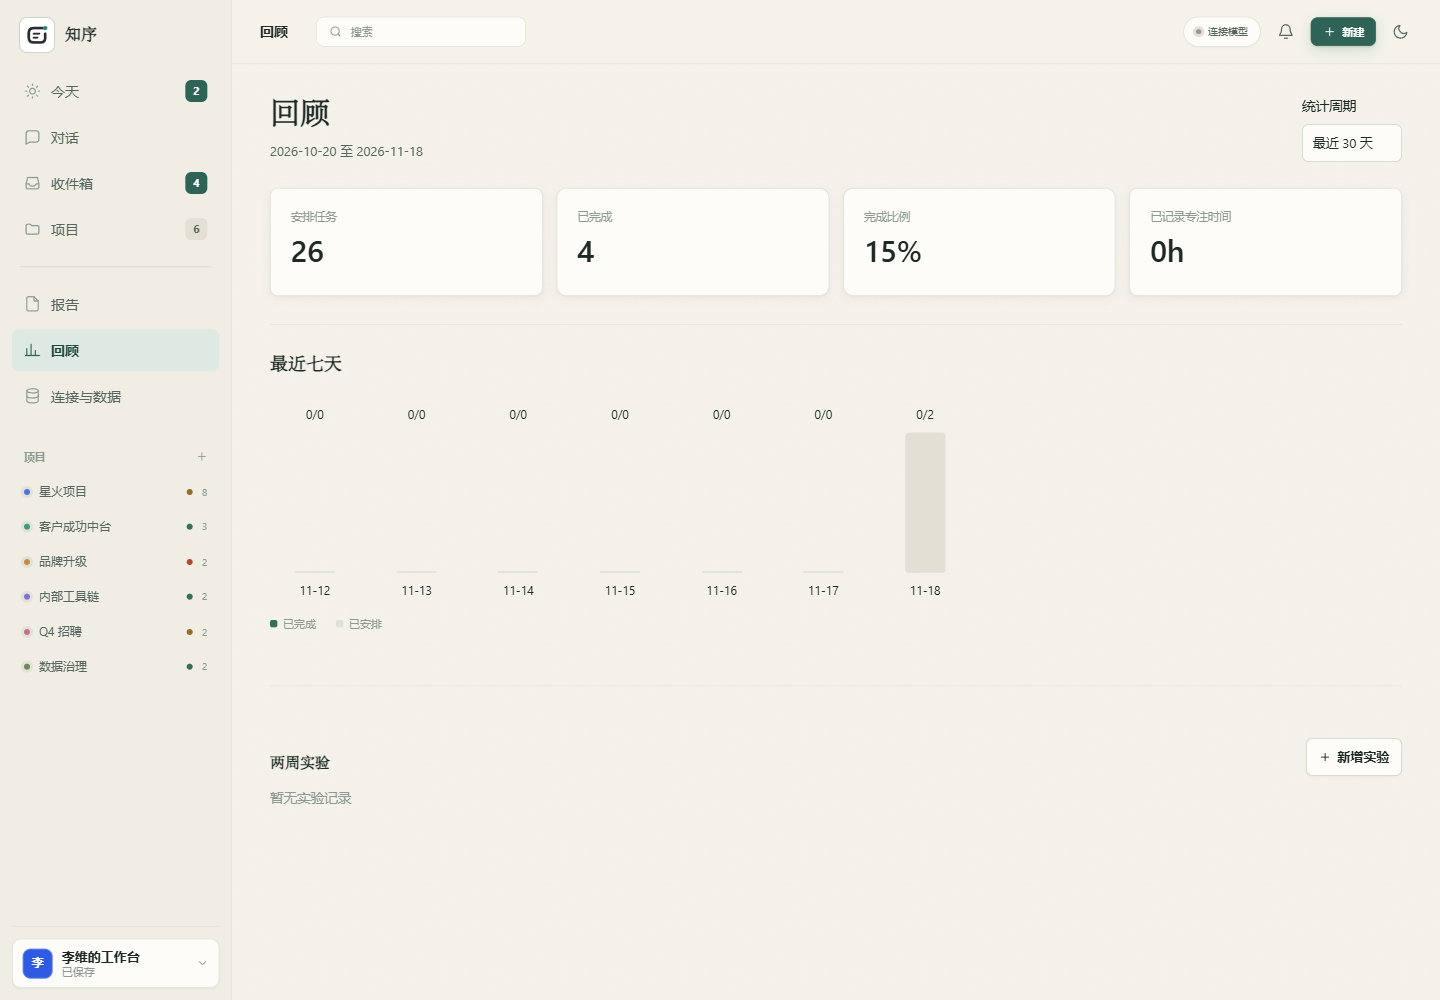 知序
今天 2
对话
收件箱 4
项目 6
报告
回顾
连接与数据
项目
星火项目 8
客户成功中台 3
品牌升级 2
内部工具链 2
Q4 招聘 2
数据治理 2
李
李维的工作台
已保存
回顾
搜索
连接模型
新建
回顾
2026-10-20 至 2026-11-18
统计周期
最近 30 天
安排任务
26
已完成
4
完成比例
15%
已记录专注时间
0h
最近七天
0/0 0/0 0/0 0/0 0/0 0/0 0/2
11-12 11-13 11-14 11-15 11-16 11-17 11-18
已完成 已安排
两周实验
新增实验
暂无实验记录